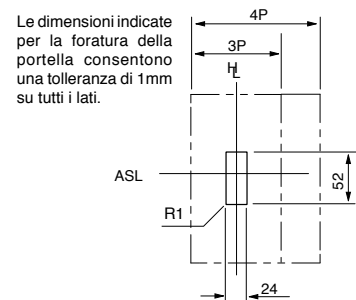 Le dimensioni indicate
per la foratura della
portella consentono
una tolleranza di 1mm
su tutti i lati.
4P
3P
HL
ASL
52
R1
24